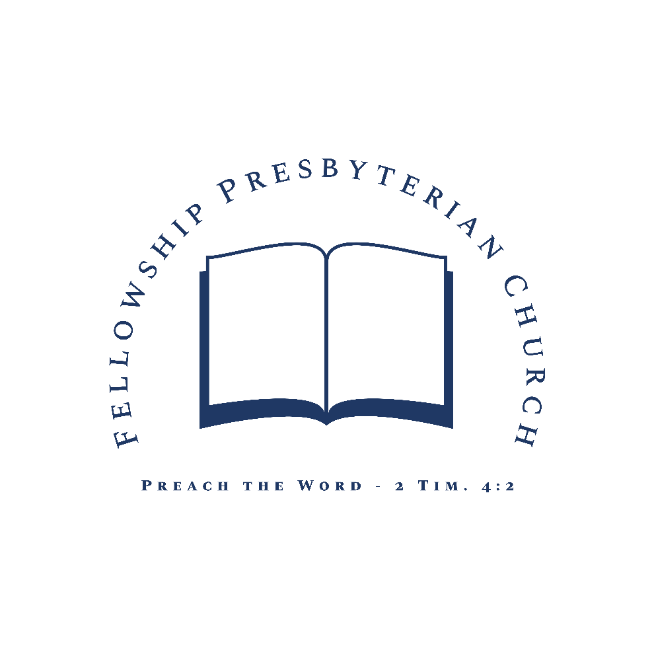 Fellowship Presbyterian Church
Preach the Word - 2 Tim. 4:2